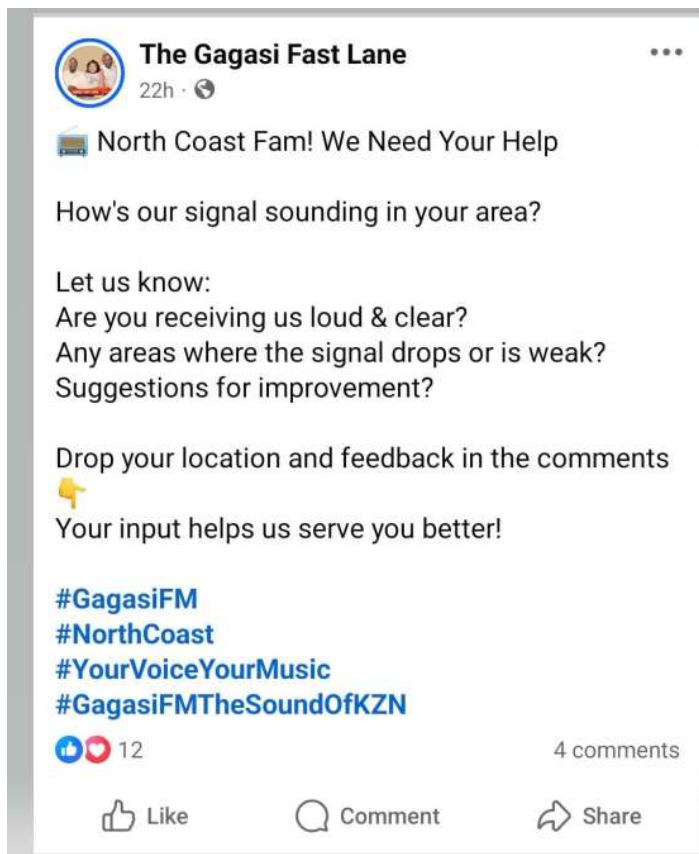 The Gagasi Fast Lane
22h ·
North Coast Fam! We Need Your Help
How's our signal sounding in your area?
Let us know:
Are you receiving us loud & clear?
Any areas where the signal drops or is weak?
Suggestions for improvement?
Drop your location and feedback in the comments
Your input helps us serve you better!
#GagasiFM
#NorthCoast
#YourVoiceYourMusic
#GagasiFMTheSoundOfKZN
12 4 comments
Like Comment Share